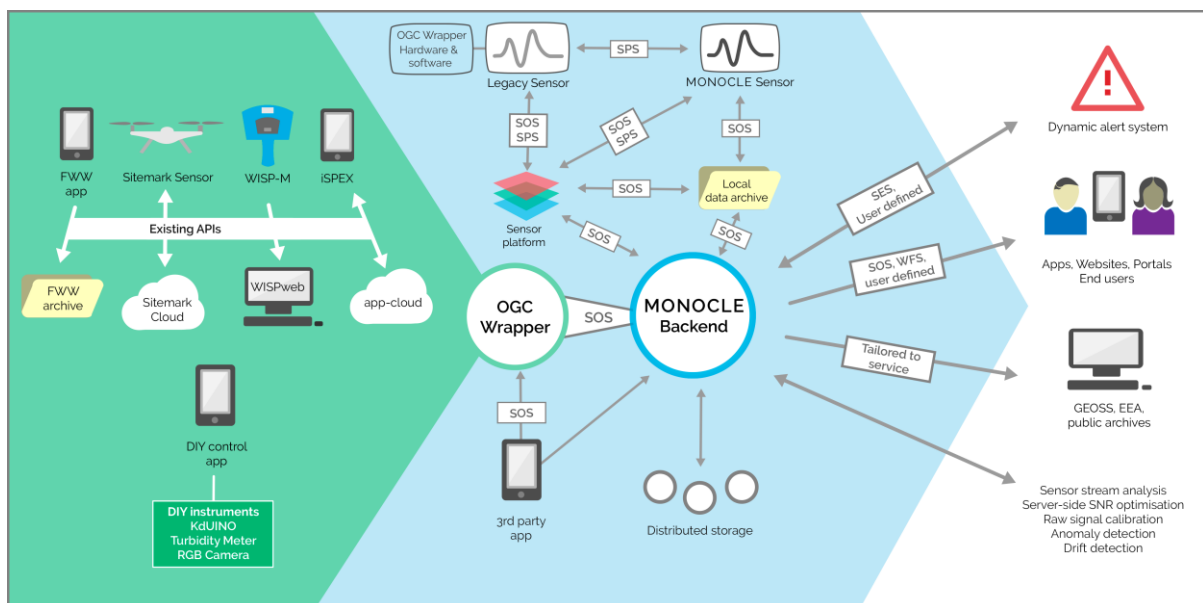 OGC Wrapper
Hardware &
software
Legacy Sensor
SPS
MONOCLE Sensor
SOS
SPS
SOS
SPS
SOS
Sensor
platform
SOS
Local
data archive
SOS
SOS
FWW
app
Sitemark Sensor
WISP-M
iSPEX
Existing APIs
FWW
archive
Sitemark
Cloud
WISPweb
app-cloud
DIY control
app
DIY instruments
KdUINO
Turbidity Meter
RGB Camera
OGC
Wrapper
SOS
MONOCLE
Backend
SOS
3rd party
app
Distributed storage
SES,
User defined
SOS, WFS,
user defined
Tailored to
service
Dynamic alert system
Apps, Websites, Portals
End users
GEOSS, EEA,
public archives
Sensor stream analysis
Server-side SNR optimisation
Raw signal calibration
Anomaly detection
Drift detection